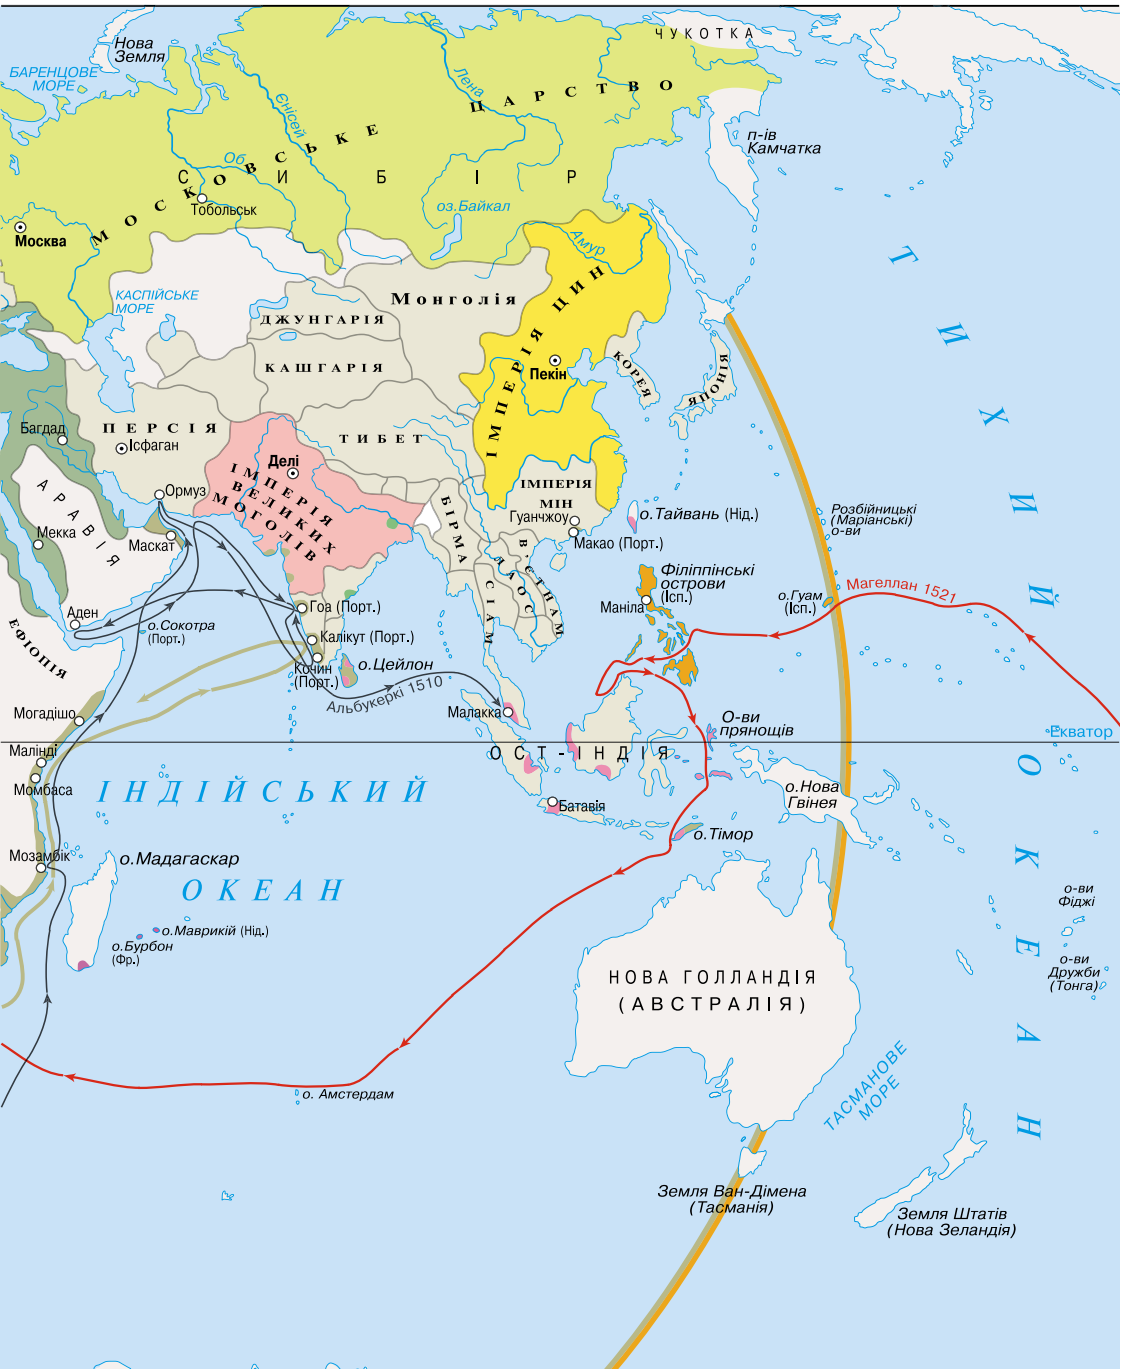 ЧУКОТКА
Нова
Земля
БАРЕНЦОВЕ
МОРЕ
Лена
Єнісей
МОСКОВСЬКЕ ЦАРСТВО
п-ів
Камчатка
Об
СИБІР
Тобольськ
оз.Байкал
Москва
Амур
ТИХИЙ ОКЕАН
КАСПІЙСЬКЕ
МОРЕ
Монголія
ІМПЕРІЯ ЦИН
ДЖУНГАРІЯ
КАШГАРІЯ
Пекін
КОРЕЯ
ЯПОНІЯ
Багдад
ПЕРСІЯ
Ісфаган
ТИБЕТ
Делі
ІМПЕРІЯ
ВЕЛИКИХ
МОГОЛІВ
АРАВІЯ
Ормуз
ІМПЕРІЯ
МІН
Гуанчжоу
о.Тайвань (Нід.)
Розбійницькі
(Маріанські)
о-ви
Мекка
Маскат
БІРМА
Макао (Порт.)
В'ЄТНАМ
ЛАОС
СІАМ
Філіппінські
острови
(Ісп.)
Маніла
о.Гуам
(Ісп.)
Магеллан 1521
Аден
Гоа (Порт.)
о.Сокотра
(Порт.)
ЕФІОПІЯ
Калікут (Порт.)
Кочин
(Порт.)
о.Цейлон
Альбукеркі 1510
Могадішо
Малакка
О-ви
прянощів
Екватор
Малінді
ОСТ-ІНДІЯ
Момбаса
ІНДІЙСЬКИЙ
ОКЕАН
Батавія
о.Нова
Гвінея
о.Тімор
Мозамбік
о.Мадагаскар
о-ви
Фіджі
о.Маврикій (Нід.)
о.Бурбон
(Фр.)
о-ви
Дружби
(Тонга)
НОВА ГОЛЛАНДІЯ
(АВСТРАЛІЯ)
ТАСМАНОВЕ
МОРЕ
о. Амстердам
Земля Ван-Дімена
(Тасманія)
Земля Штатів
(Нова Зеландія)